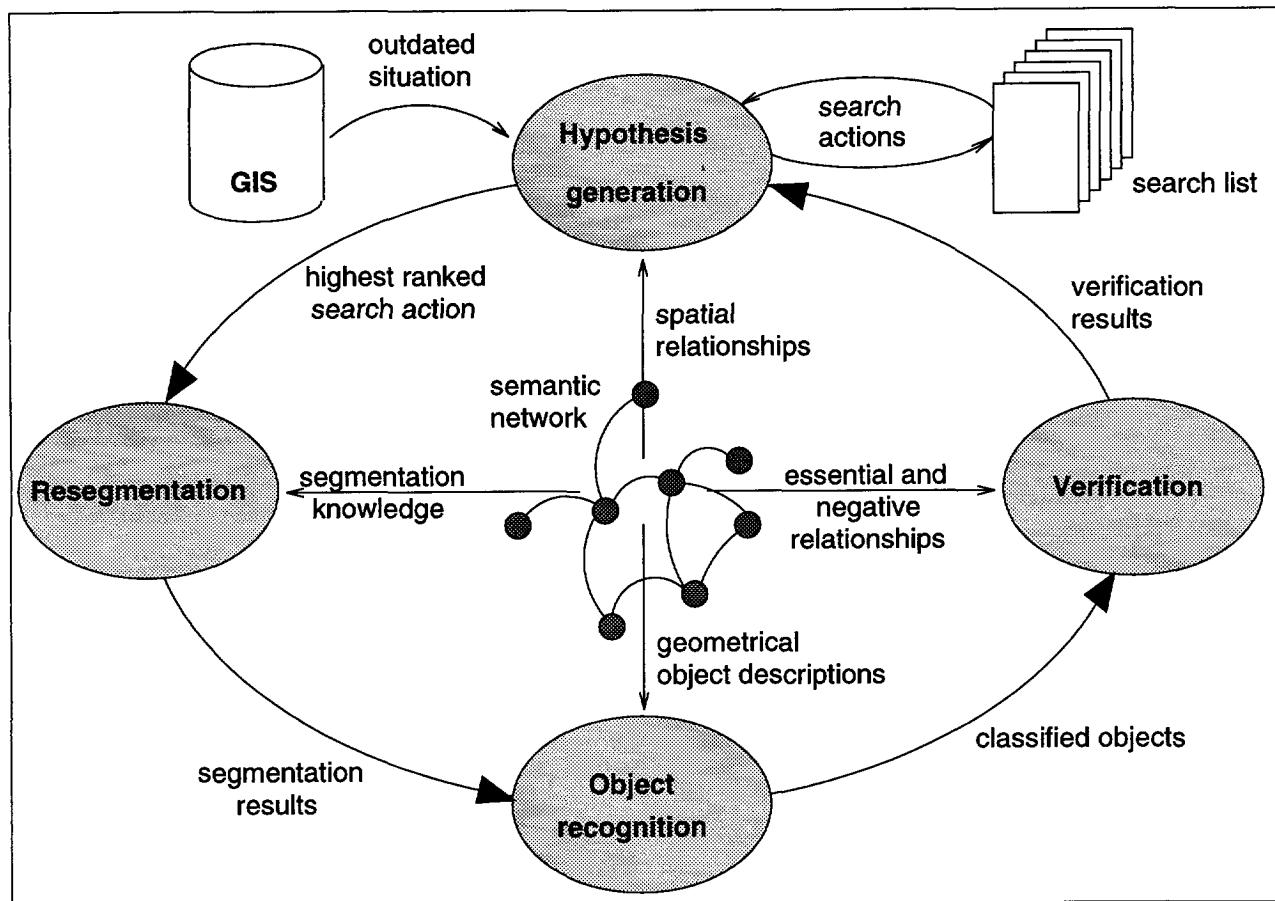 outdated
situation
GIS
Hypothesis
generation
search
actions
search list
highest ranked
search action
spatial
relationships
verification
results
semantic
network
Resegmentation
segmentation
knowledge
essential and
negative
relationships
Verification
geometrical
object descriptions
segmentation
results
Object
recognition
classified objects